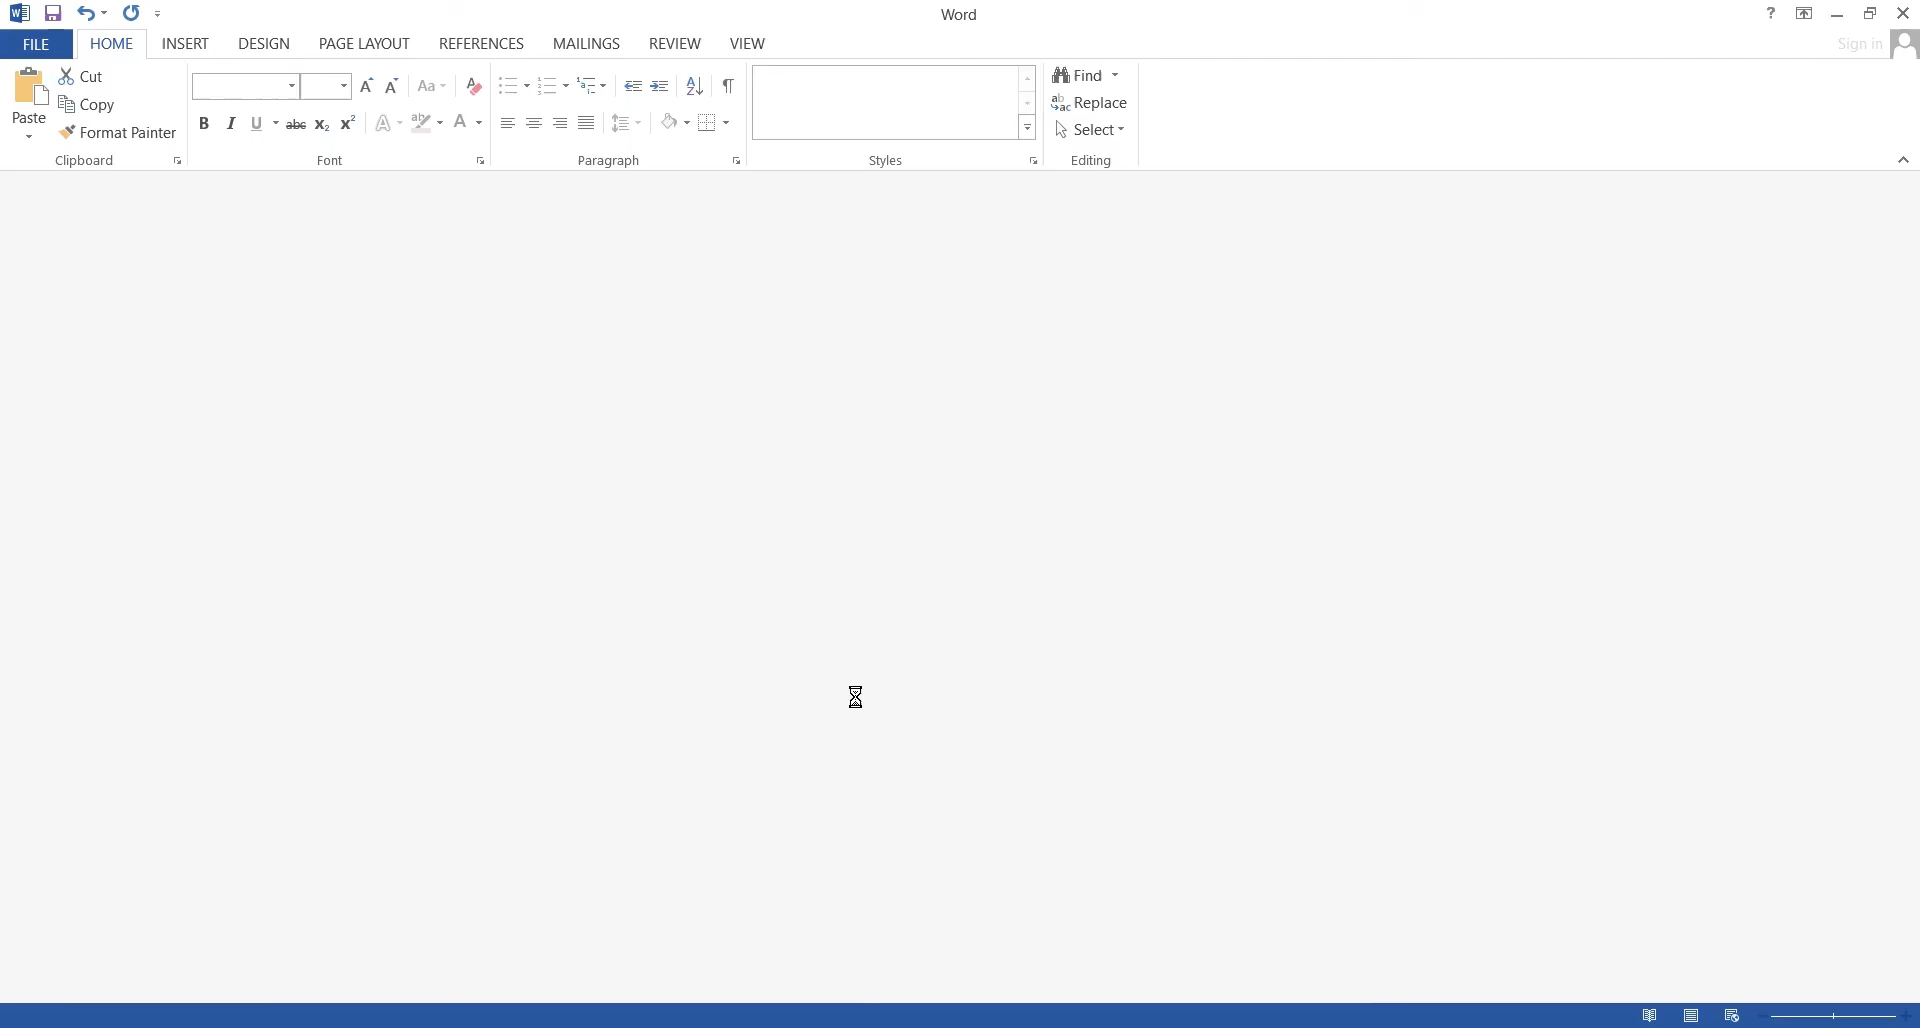 Word
FILE HOME INSERT DESIGN PAGE LAYOUT REFERENCES MAILINGS REVIEW VIEW Sign in
Paste
Cut
Copy
Format Painter
Clipboard
Font
Paragraph
Styles
Find
Replace
Select
Editing